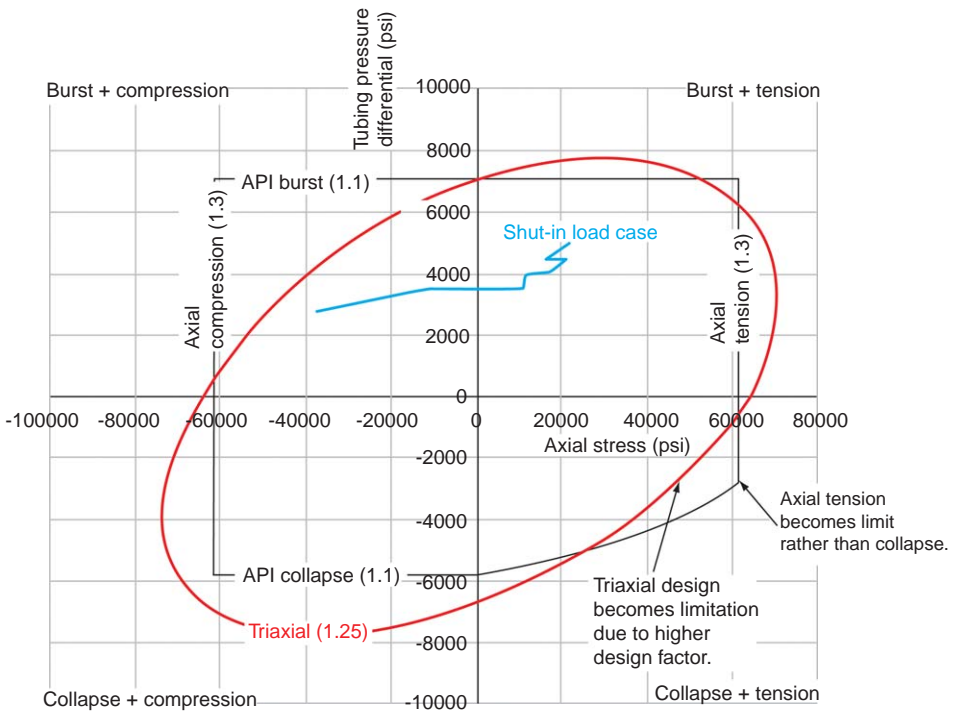 Tubing pressure
differential (psi)
Burst + compression
Burst + tension
10000
8000
API burst (1.1)
6000
Shut-in load case
4000
Axial
compression (1.3)
Axial
tension (1.3)
2000
0
-100000 -80000 -60000 -40000 -20000 0 20000 40000 60000 80000
Axial stress (psi)
-2000
-4000
Axial tension
becomes limit
rather than collapse.
API collapse (1.1)
-6000
Triaxial design
becomes limitation
due to higher
design factor.
Triaxial (1.25)
-8000
Collapse + compression
-10000
Collapse + tension